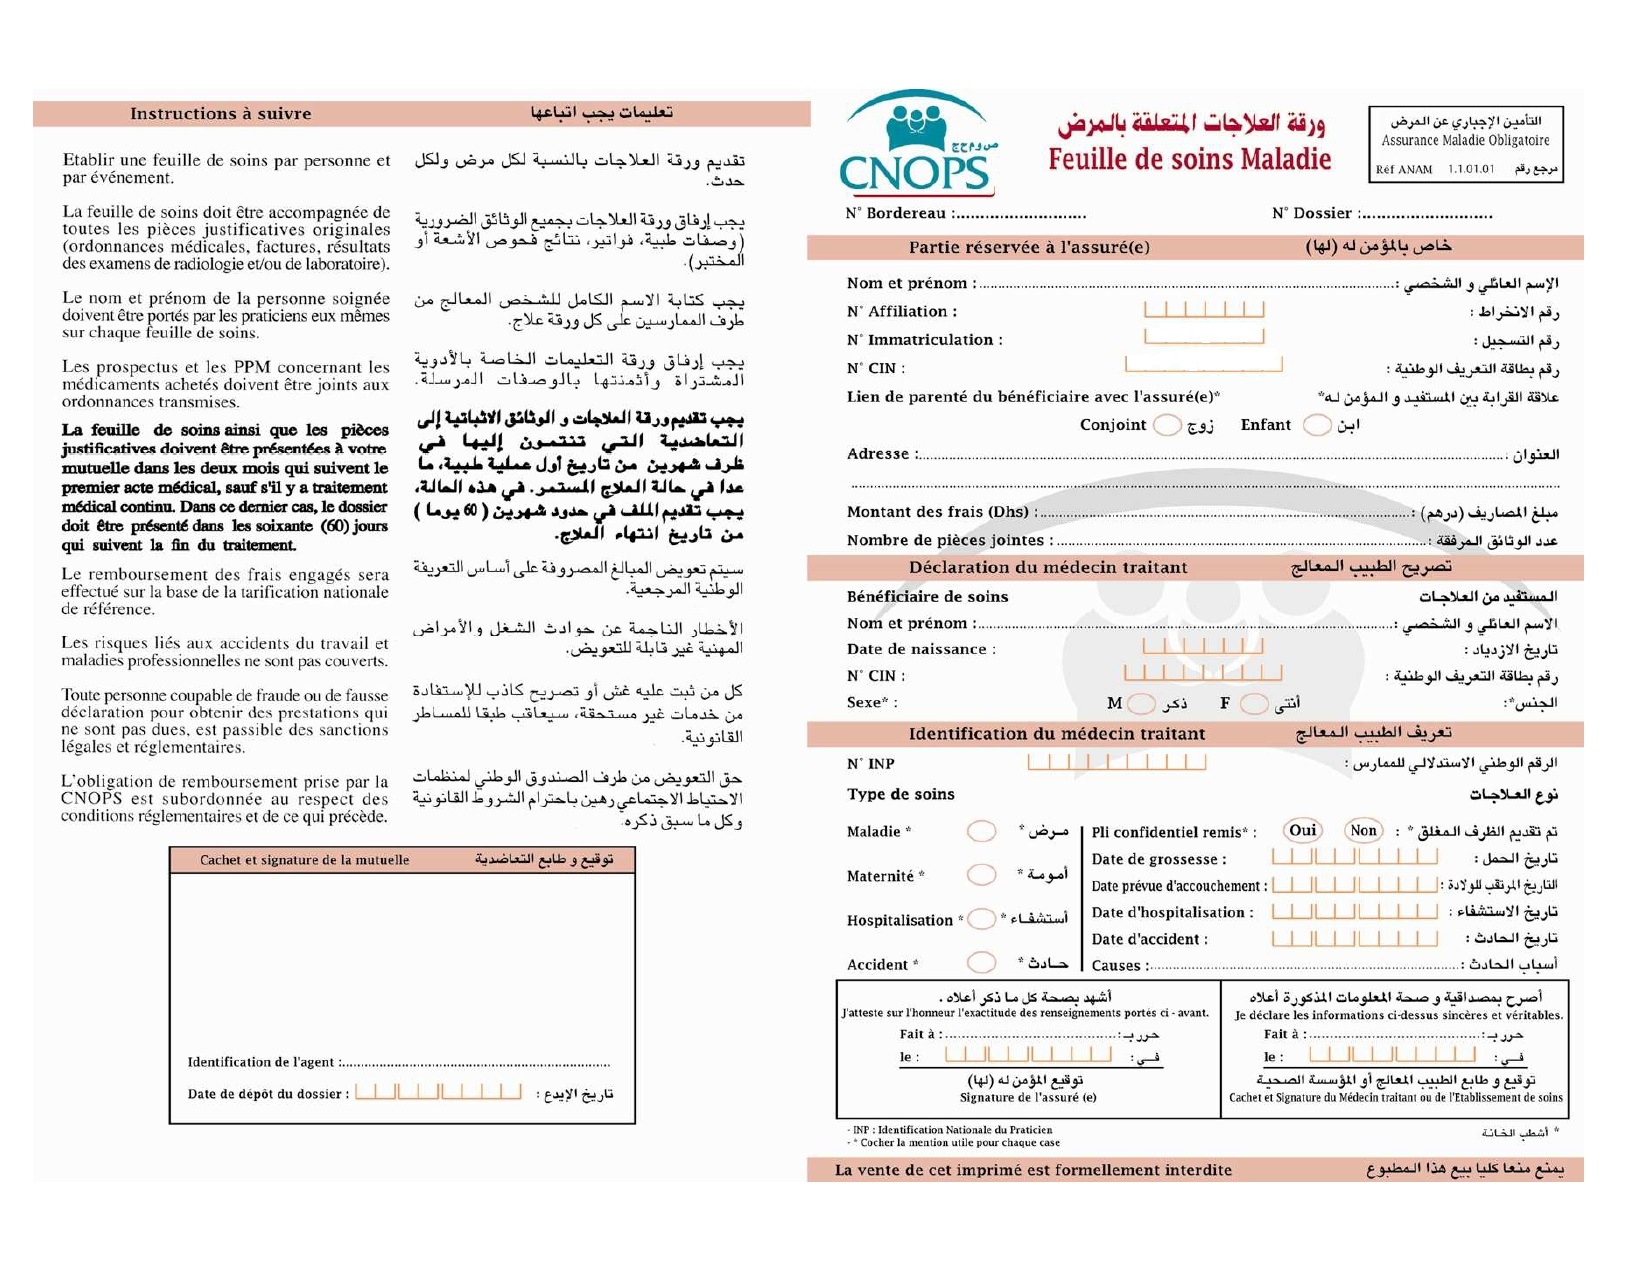 Instructions à suivre
تعليمات يجب اتباعها
Etablir une feuille de soins par personne et
par événement.
La feuille de soins doit être accompagnée de
toutes les pièces justificatives originales
(ordonnances médicales, factures, résultats
des examens de radiologie et/ou de laboratoire).
Le nom et prénom de la personne soignée
doivent être portés par les praticiens eux mêmes
sur chaque feuille de soins.
Les prospectus et les PPM concernant les
médicaments achetés doivent être joints aux
ordonnances transmises.
La feuille de soins ainsi que les pièces
justificatives doivent être présentées à votre
mutuelle dans les deux mois qui suivent le
premier acte médical, sauf s'il y a traitement
médical continu. Dans ce dernier cas, le dossier
doit être présenté dans les soixante (60) jours
qui suivent la fin du traitement.
Le remboursement des frais engagés sera
effectué sur la base de la tarification nationale
de référence.
Les risques liés aux accidents du travail et
maladies professionnelles ne sont pas couverts.
Toute personne coupable de fraude ou de fausse
déclaration pour obtenir des prestations qui
ne sont pas dues, est passible des sanctions
légales et réglementaires.
L'obligation de remboursement prise par la
CNOPS est subordonnée au respect des
conditions réglementaires et de ce qui précède.
تقديم ورقة العلاجات بالنسبة لكل مرض ولكل
حدث.
يجب إرفاق ورقة العلاجات بجميع الوثائق الضرورية
(وصفات طبية، فواتير، نتائج فحوص الأشعة أو
المختبر).
يجب كتابة الاسم الكامل للشخص المعالج من
طرف الممارسين على كل ورقة علاج.
يجب إرفاق ورقة التعليمات الخاصة بالأدوية
المشتراة وأثمنتها بالوصفات المرسلة.
يجب تقديم ورقة العلاجات و الوثائق الاثباتية إلى
التعاضدية التي تنتمون إليها في
ظرف شهرين من تاريخ أول عملية طبية، ما
عدا في حالة العلاج المستمر. في هذه الحالة،
يجب تقديم الملف في حدود شهرين ( 60 يوما )
من تاريخ انتهاء العلاج.
سيتم تعويض المبالغ المصروفة على أساس التعريفة
الوطنية المرجعية.
الأخطار الناجمة عن حوادث الشغل والأمراض
المهنية غير قابلة للتعويض.
كل من ثبت عليه غش أو تصريح كاذب للإستفادة
من خدمات غير مستحقة، سيعاقب طبقا للمساطر
القانونية.
حق التعويض من طرف الصندوق الوطني لمنظمات
الاحتياط الاجتماعي رهين باحترام الشروط القانونية
وكل ما سبق ذكره.
Cachet et signature de la mutuelle توقيع و طابع التعاضدية
Identification de l'agent :..........
Date de dépôt du dossier : تاريخ الإيدع :
CNOPS
ورقة العلاجات المتعلقة بالمرض
Feuille de soins Maladie
التأمين الإجباري عن المرض
Assurance Maladie Obligatoire
Réf ANAM 1.1.01.01 مرجع رقم
N° Bordereau :.......... N° Dossier :..........
Partie réservée à l'assuré(e) خاص بالمؤمن له (لها)
Nom et prénom :.......... الإسم العائلي و الشخصي :
N° Affiliation : رقم الانخراط :
N° Immatriculation : رقم التسجيل :
N° CIN : رقم بطاقة التعريف الوطنية :
Lien de parenté du bénéficiaire avec l'assuré(e)* علاقة القرابة بين المستفيد و المؤمن له*
Conjoint زوج Enfant ابن
Adresse :.......... العنوان :
Montant des frais (Dhs) :.......... مبلغ المصاريف (درهم) :
Nombre de pièces jointes :.......... عدد الوثائق المرفقة :
Déclaration du médecin traitant تصريح الطبيب المعالج
Bénéficiaire de soins المستفيد من العلاجات
Nom et prénom :.......... الاسم العائلي و الشخصي :
Date de naissance : تاريخ الازدياد :
N° CIN : رقم بطاقة التعريف الوطنية :
Sexe* : M ذكر F أنثى الجنس*:
Identification du médecin traitant تعريف الطبيب المعالج
N° INP الرقم الوطني الاستدلالي للممارس :
Type de soins نوع العلاجات
Maladie * مرض *
Maternité * أمومة *
Hospitalisation * أستشفاء *
Accident * حادث *
Pli confidentiel remis* : Oui Non تم تقديم الظرف المغلق * :
Date de grossesse : تاريخ الحمل :
Date prévue d'accouchement : التاريخ المرتقب للولادة :
Date d'hospitalisation : تاريخ الاستشفاء :
Date d'accident : تاريخ الحادث :
Causes :.......... أسباب الحادث :
أشهد بصحة كل ما ذكر أعلاه .
J'atteste sur l'honneur l'exactitude des renseignements portés ci - avant.
Fait à :.......... حرر بـ :
le : فـي :
توقيع المؤمن له (لها)
Signature de l'assuré (e)
أصرح بمصداقية و صحة المعلومات المذكورة أعلاه
Je déclare les informations ci-dessus sincères et véritables.
Fait à :.......... حرر بـ :
le : فـي :
توقيع و طابع الطبيب المعالج أو المؤسسة الصحية
Cachet et Signature du Médecin traitant ou de l'Etablissement de soins
- INP : Identification Nationale du Praticien
- * Cocher la mention utile pour chaque case
* أشطب الخانة
La vente de cet imprimé est formellement interdite يمنع منعا كليا بيع هذا المطبوع